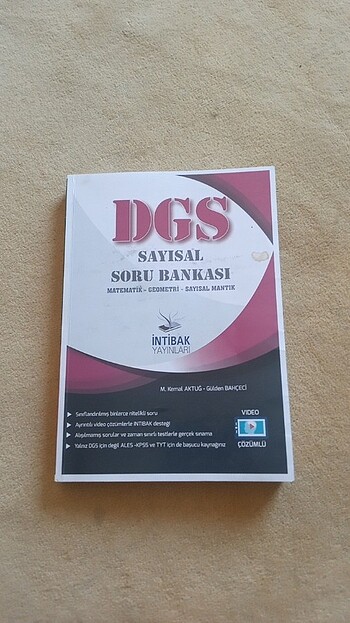 DGS
SAYISAL
SORU BANKASI
MATEMATİK - GEOMETRİ - SAYISAL MANTIK
İNTİBAK
YAYINLARI
M. Kemal AKTUĞ - Gülden BAHÇECİ
Sınıflandırılmış binlerce nitelikli soru
Ayrıntılı video çözümlerle İNTİBAK desteği
Alışılmamış sorular ve zaman sınırlı testlerle gerçek sınama
Yalnız DGS için değil ALES -KPSS ve TYT için de başucu kaynağınız
VIDEO
ÇÖZÜMLÜ